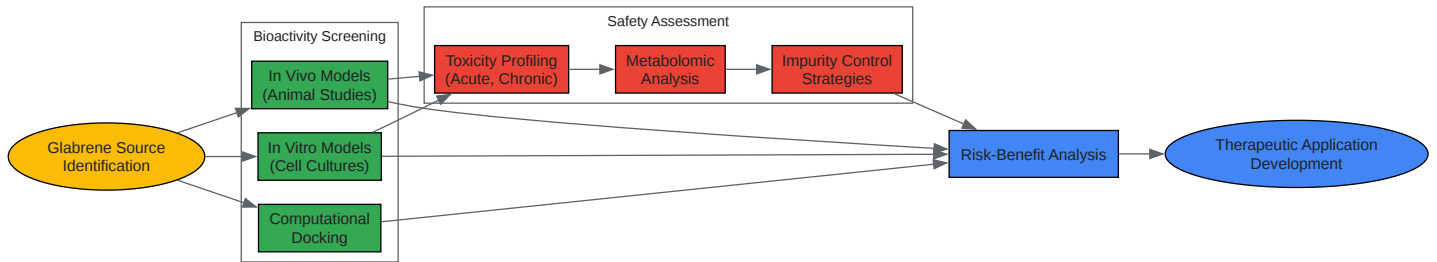 Glabrene Source
Identification
Bioactivity Screening
In Vivo Models
(Animal Studies)
In Vitro Models
(Cell Cultures)
Computational
Docking
Safety Assessment
Toxicity Profiling
(Acute, Chronic)
Metabolomic
Analysis
Impurity Control
Strategies
Risk-Benefit Analysis
Therapeutic Application
Development